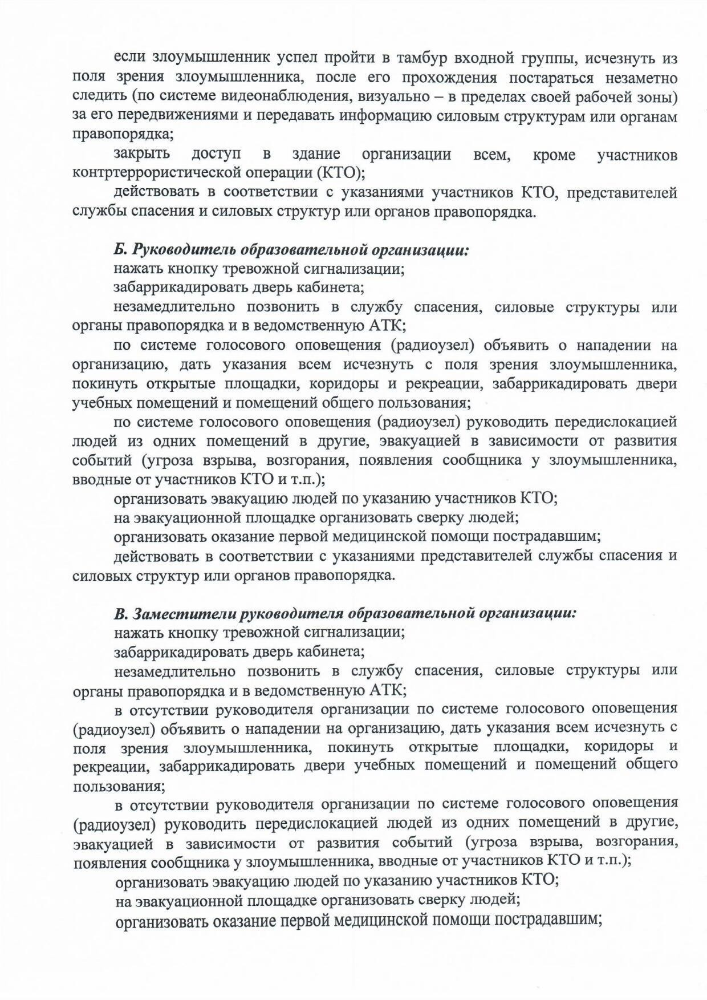 если злоумышленник успел пройти в тамбур входной группы, исчезнуть из
поля зрения злоумышленника, после его прохождения постараться незаметно
следить (по системе видеонаблюдения, визуально – в пределах своей рабочей зоны)
за его передвижениями и передавать информацию силовым структурам или органам
правопорядка;
закрыть доступ в здание организации всем, кроме участников
контртеррористической операции (КТО);
действовать в соответствии с указаниями участников КТО, представителей
службы спасения и силовых структур или органов правопорядка.
Б. Руководитель образовательной организации:
нажать кнопку тревожной сигнализации;
забаррикадировать дверь кабинета;
незамедлительно позвонить в службу спасения, силовые структуры или
органы правопорядка и в ведомственную АТК;
по системе голосового оповещения (радиоузел) объявить о нападении на
организацию, дать указания всем исчезнуть с поля зрения злоумышленника,
покинуть открытые площадки, коридоры и рекреации, забаррикадировать двери
учебных помещений и помещений общего пользования;
по системе голосового оповещения (радиоузел) руководить передислокацией
людей из одних помещений в другие, эвакуацией в зависимости от развития
событий (угроза взрыва, возгорания, появления сообщника у злоумышленника,
вводные от участников КТО и т.п.);
организовать эвакуацию людей по указанию участников КТО;
на эвакуационной площадке организовать сверку людей;
организовать оказание первой медицинской помощи пострадавшим;
действовать в соответствии с указаниями представителей службы спасения и
силовых структур или органов правопорядка.
В. Заместители руководителя образовательной организации:
нажать кнопку тревожной сигнализации;
забаррикадировать дверь кабинета;
незамедлительно позвонить в службу спасения, силовые структуры или
органы правопорядка и в ведомственную АТК;
в отсутствии руководителя организации по системе голосового оповещения
(радиоузел) объявить о нападении на организацию, дать указания всем исчезнуть с
поля зрения злоумышленника, покинуть открытые площадки, коридоры и
рекреации, забаррикадировать двери учебных помещений и помещений общего
пользования;
в отсутствии руководителя организации по системе голосового оповещения
(радиоузел) руководить передислокацией людей из одних помещений в другие,
эвакуацией в зависимости от развития событий (угроза взрыва, возгорания,
появления сообщника у злоумышленника, вводные от участников КТО и т.п.);
организовать эвакуацию людей по указанию участников КТО;
на эвакуационной площадке организовать сверку людей;
организовать оказание первой медицинской помощи пострадавшим;